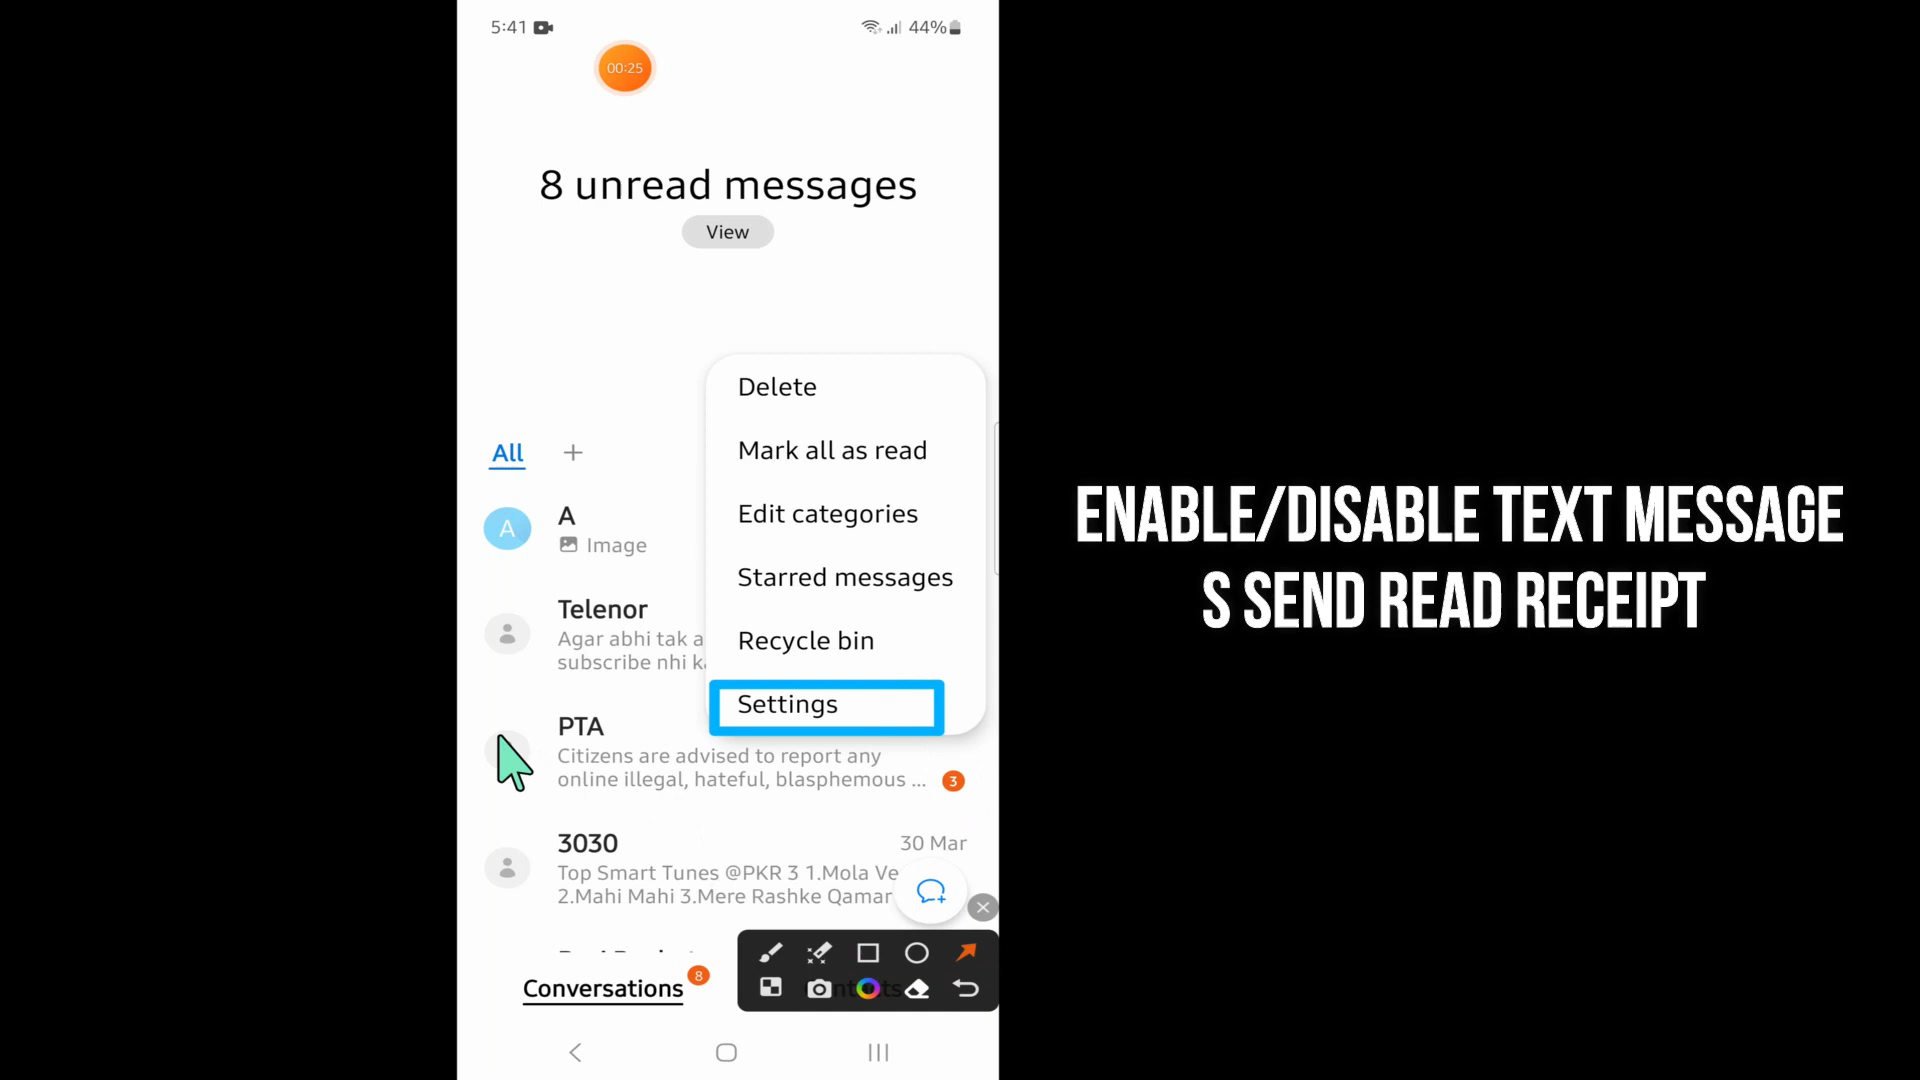 5:41
44%
00:25
8 unread messages
View
Delete
Mark all as read
Edit categories
Starred messages
Recycle bin
Settings
All +
A
A
Image
Telenor
Agar abhi tak a
subscribe nhi
PTA
Citizens are advised to report any
online illegal, hateful, blasphemous ...
3
3030
30 Mar
Top Smart Tunes @PKR 3 1.Mola Ve
2.Mahi Mahi 3.Mere Rashke Qamar
Conversations
8
ENABLE/DISABLE TEXT MESSAGE
S SEND READ RECEIPT